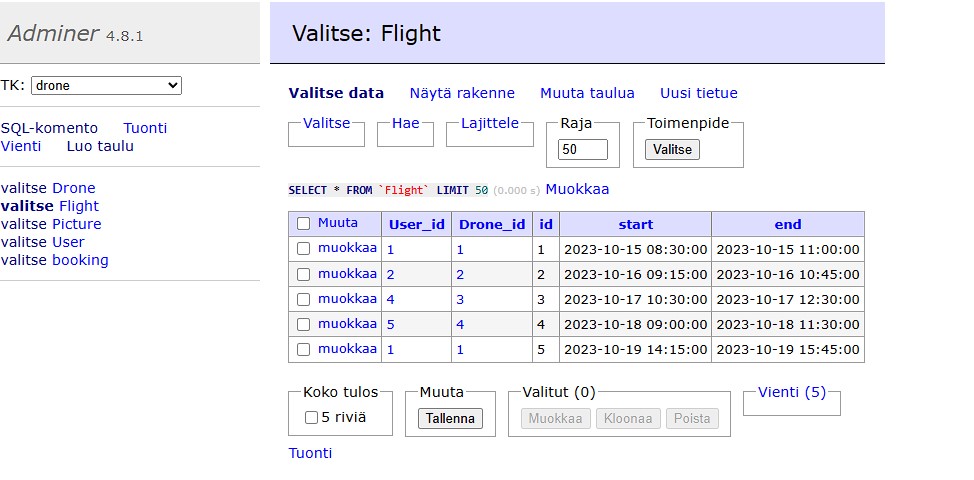 Adminer 4.8.1
TK: drone
SQL-komento Tuonti
Vienti Luo taulu
valitse Drone
valitse Flight
valitse Picture
valitse User
valitse booking
Valitse: Flight
Valitse data Näytä rakenne Muuta taulua Uusi tietue
Valitse Hae Lajittele Raja Toimenpide
50 Valitse
SELECT * FROM `Flight` LIMIT 50 (0.000 s) Muokkaa
Muuta User_id Drone_id id start end
muokkaa 1 1 1 2023-10-15 08:30:00 2023-10-15 11:00:00
muokkaa 2 2 2 2023-10-16 09:15:00 2023-10-16 10:45:00
muokkaa 4 3 3 2023-10-17 10:30:00 2023-10-17 12:30:00
muokkaa 5 4 4 2023-10-18 09:00:00 2023-10-18 11:30:00
muokkaa 1 1 5 2023-10-19 14:15:00 2023-10-19 15:45:00
Koko tulos Muuta Valitut (0) Vienti (5)
5 riviä Tallenna Muokkaa Kloonaa Poista
Tuonti